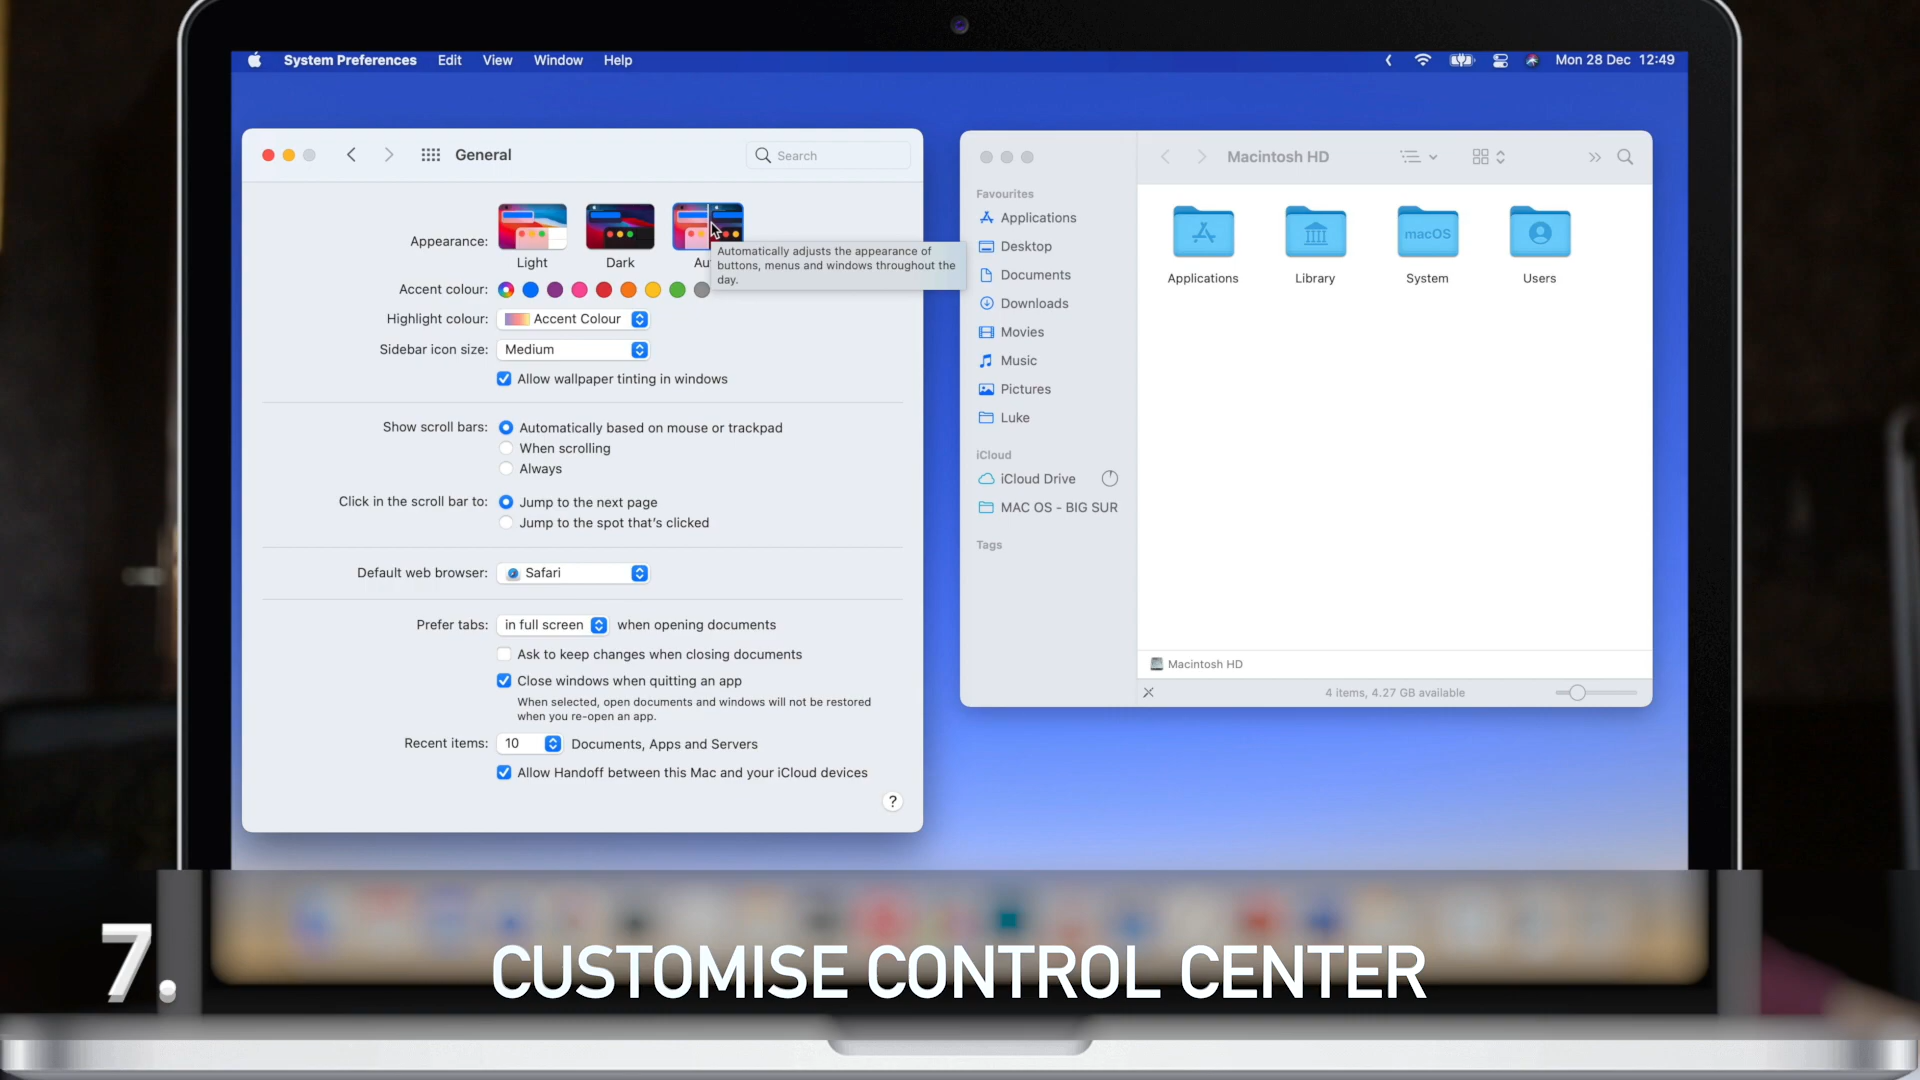 System Preferences Edit View Window Help
Mon 28 Dec 12:49
General
Search
Appearance:
Light
Dark
Au
Automatically adjusts the appearance of
buttons, menus and windows throughout the
day.
Accent colour:
Highlight colour: Accent Colour
Sidebar icon size: Medium
Allow wallpaper tinting in windows
Show scroll bars: Automatically based on mouse or trackpad
When scrolling
Always
Click in the scroll bar to: Jump to the next page
Jump to the spot that's clicked
Default web browser: Safari
Prefer tabs: in full screen when opening documents
Ask to keep changes when closing documents
Close windows when quitting an app
When selected, open documents and windows will not be restored
when you re-open an app.
Recent items: 10 Documents, Apps and Servers
Allow Handoff between this Mac and your iCloud devices
?
Macintosh HD
Favourites
Applications
Desktop
Documents
Downloads
Movies
Music
Pictures
Luke
iCloud
iCloud Drive
MAC OS - BIG SUR
Tags
Applications
Library
macOS
System
Users
Macintosh HD
4 items, 4.27 GB available
7. CUSTOMISE CONTROL CENTER